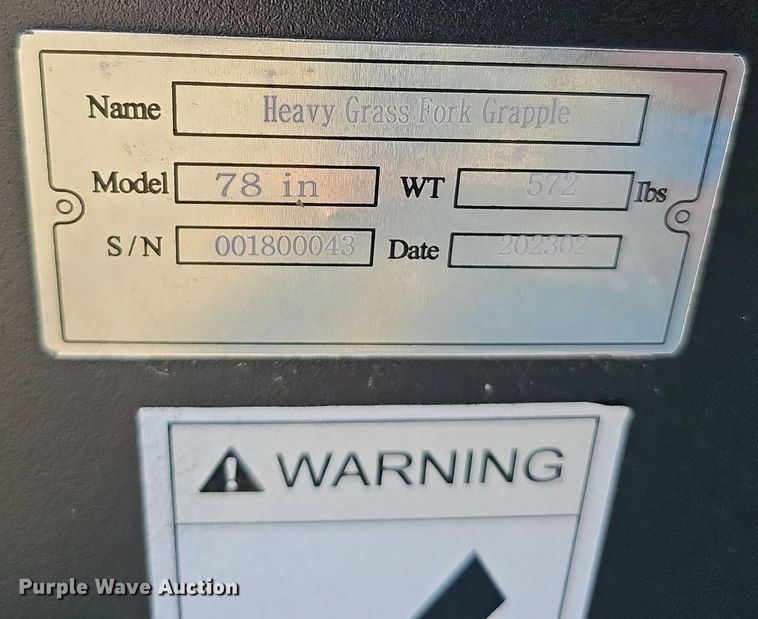 Name Heavy Grass Fork Grapple
Model 78 in WT 572 lbs
S/N 001800043 Date 202302
WARNING
Purple Wave Auction